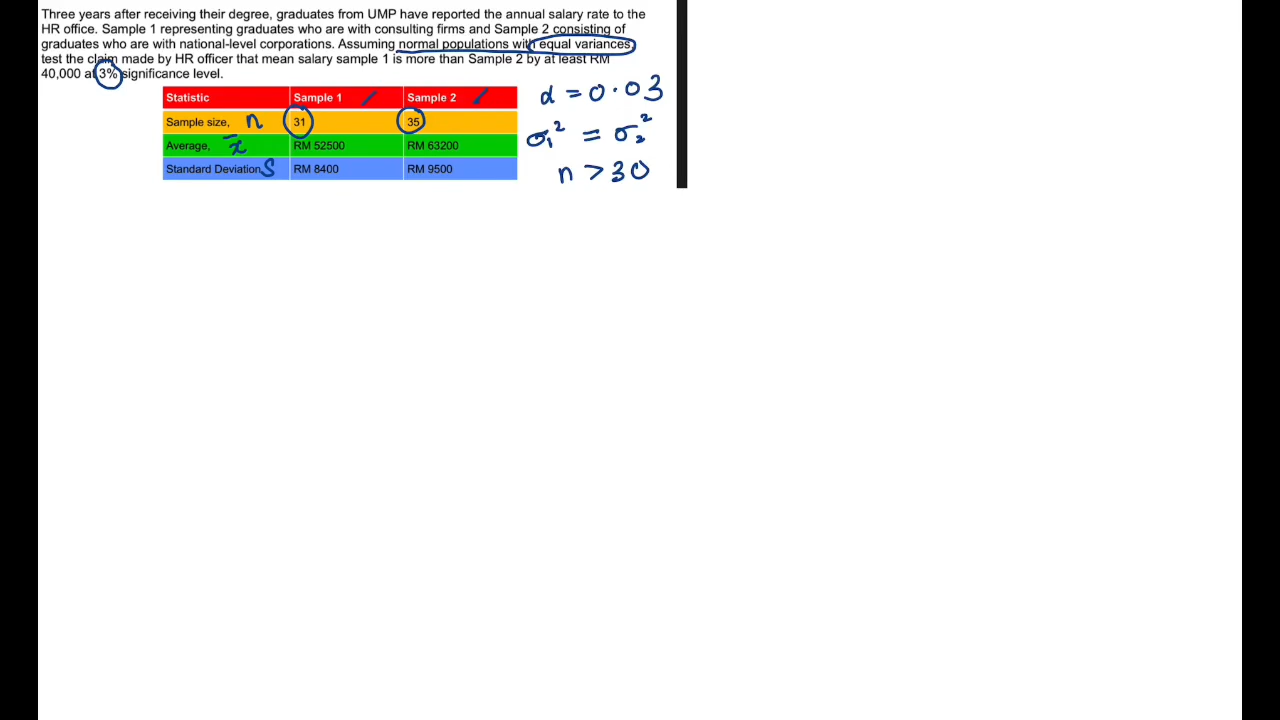 Three years after receiving their degree, graduates from UMP have reported the annual salary rate to the
HR office. Sample 1 representing graduates who are with consulting firms and Sample 2 consisting of
graduates who are with national-level corporations. Assuming normal populations with equal variances,
test the claim made by HR officer that mean salary sample 1 is more than Sample 2 by at least RM
40,000 at 3% significance level.
Statistic Sample 1 Sample 2
Sample size, n 31 35
Average, x̄ RM 52500 RM 63200
Standard Deviation S RM 8400 RM 9500
α = 0.03
σ₁² = σ₂²
n > 30